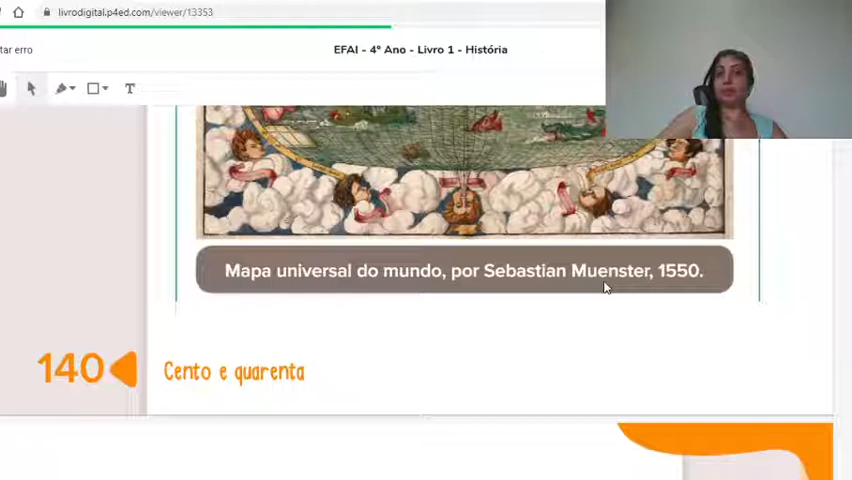 livrodigital.p4ed.com/viewer/13353
tar erro
EFAI - 4º Ano - Livro 1 - História
T
Mapa universal do mundo, por Sebastian Muenster, 1550.
140
Cento e quarenta